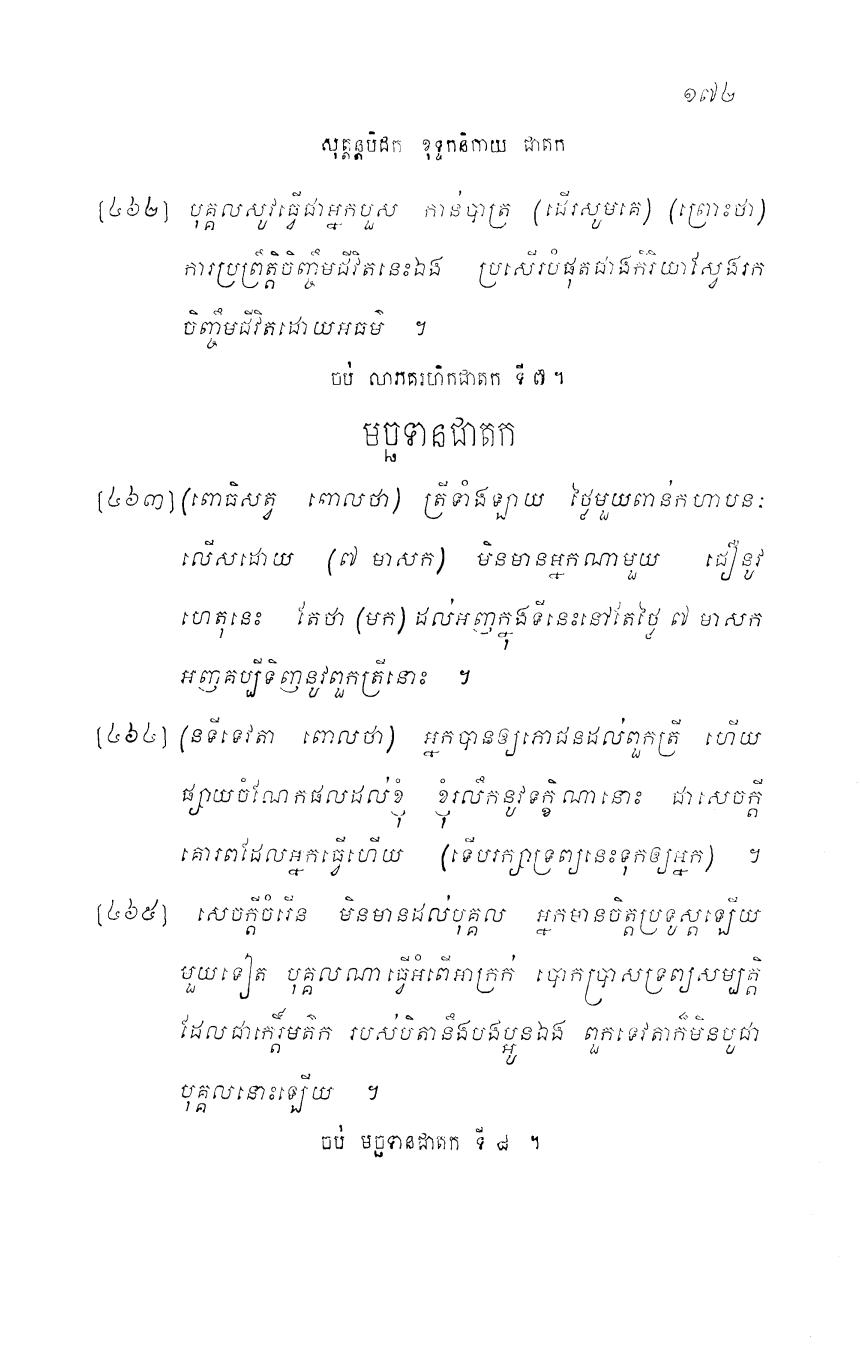 ១៧២
សុត្តន្តបិដក ខុទ្ទកនិកាយ ជាតក
[៤៦២] បុគ្គលសូវធ្វើជាអ្នកបួស កាន់បាត្រ (ដើរសូមគេ) (ព្រោះថា)
ការប្រព្រឹត្តិចិញ្ចឹមជីវិតនេះឯង ប្រសើរបំផុតជាងកិរិយាស្វែងរក
ចិញ្ចឹមជីវិតដោយអធម៌ ។
ចប់ លាភគរហិកជាតក ទី ៧ ។
មច្ឆទានជាតក
[៤៦៣] (ពោធិសត្វ ពោលថា) ត្រីទាំងឡាយ ថ្ងៃមួយពាន់កហាបនៈ
លើសដោយ (៧ មាសក) មិនមានអ្នកណាមួយ ជឿនូវ
ហេតុនេះ តែថា (មក) ដល់អញក្នុងទីនេះនៅតែថ្ងៃ ៧ មាសក
អញគប្បីទិញនូវពួកត្រីនោះ ។
[៤៦៤] (នទីទេវតា ពោលថា) អ្នកបានឲ្យភោជនដល់ពួកត្រី ហើយ
ផ្សាយចំណែកផលដល់ខ្ញុំ ខ្ញុំរលឹកនូវទក្ខិណានោះ ជាសេចក្តី
គោរពដែលអ្នកធ្វើហើយ (ទើបរក្សាទ្រព្យនេះទុកឲ្យអ្នក) ។
[៤៦៥] សេចក្តីចំរើន មិនមានដល់បុគ្គល អ្នកមានចិត្តប្រទូស្តឡើយ
មួយទៀត បុគ្គលណាធ្វើអំពើអាក្រក់ បោកប្រាសទ្រព្យសម្បត្តិ
ដែលជាកេរ្តិ៍មត៌ក របស់បិតានឹងបងប្អូនឯង ពួកទេវតាក៏មិនបូជា
បុគ្គលនោះឡើយ ។
ចប់ មច្ឆទានជាតក ទី ៨ ។